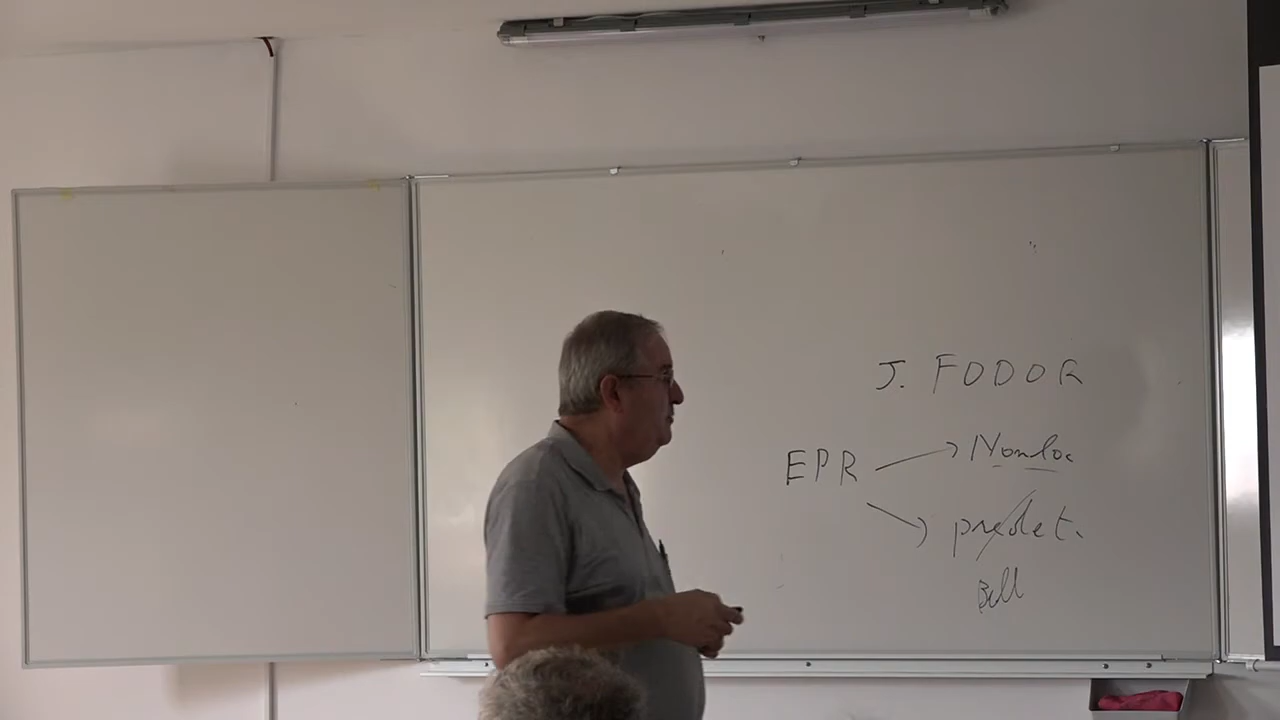 J. FODOR
EPR → Nonloc
→ predet.
Bell